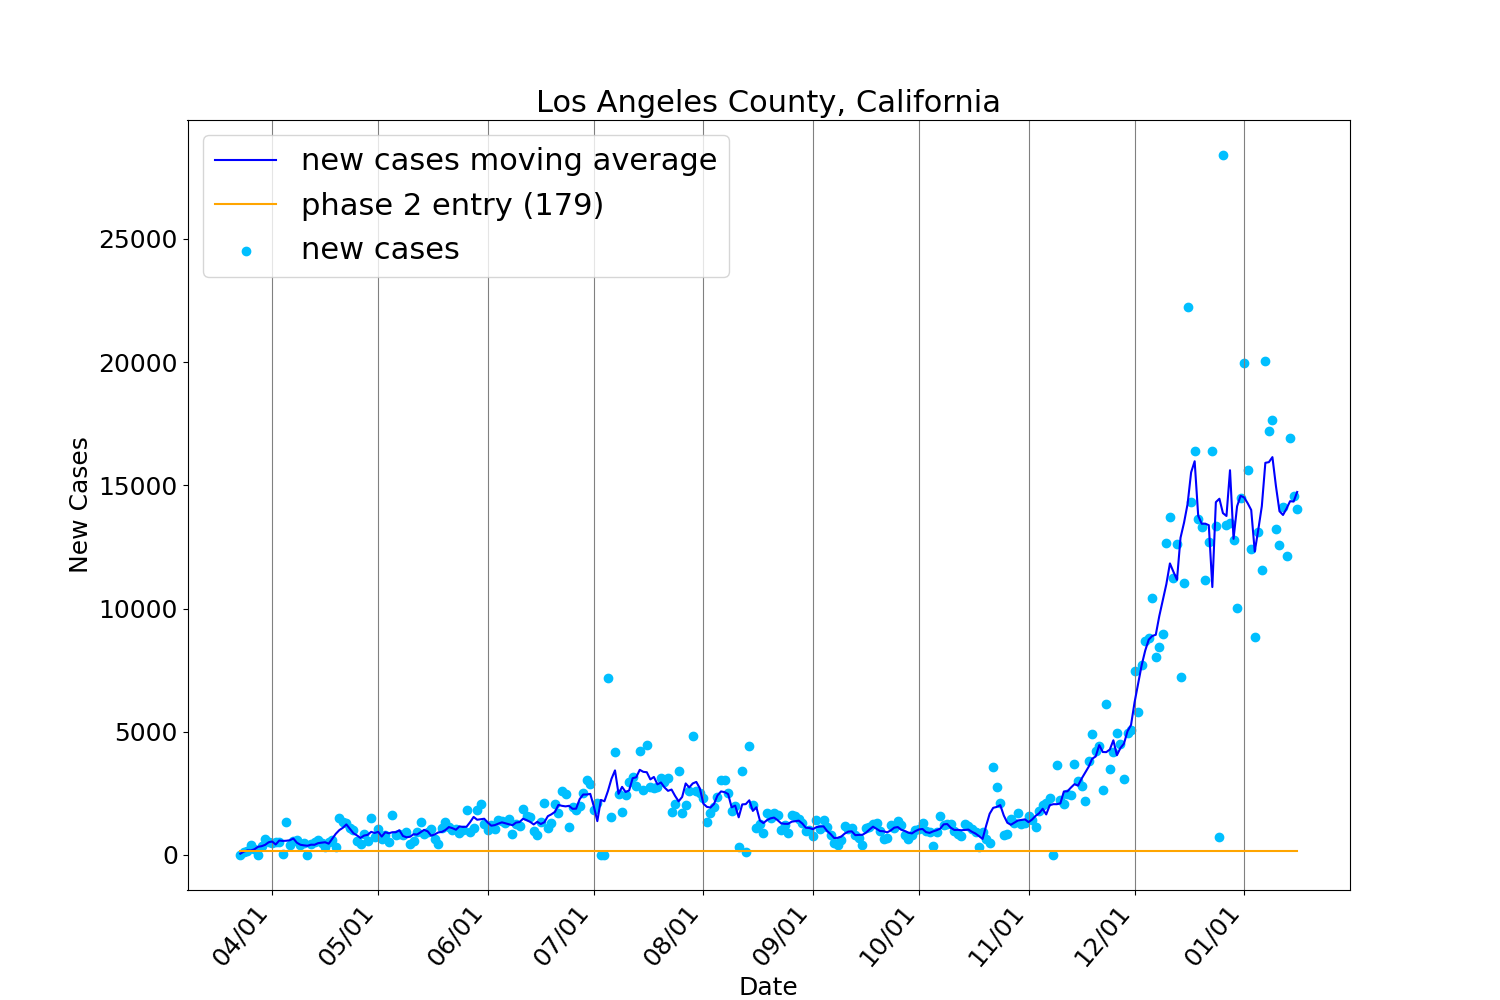 Los Angeles County, California
new cases moving average
phase 2 entry (179)
new cases
New Cases
25000
20000
15000
10000
5000
0
04/01
05/01
06/01
07/01
08/01
09/01
10/01
11/01
12/01
01/01
Date